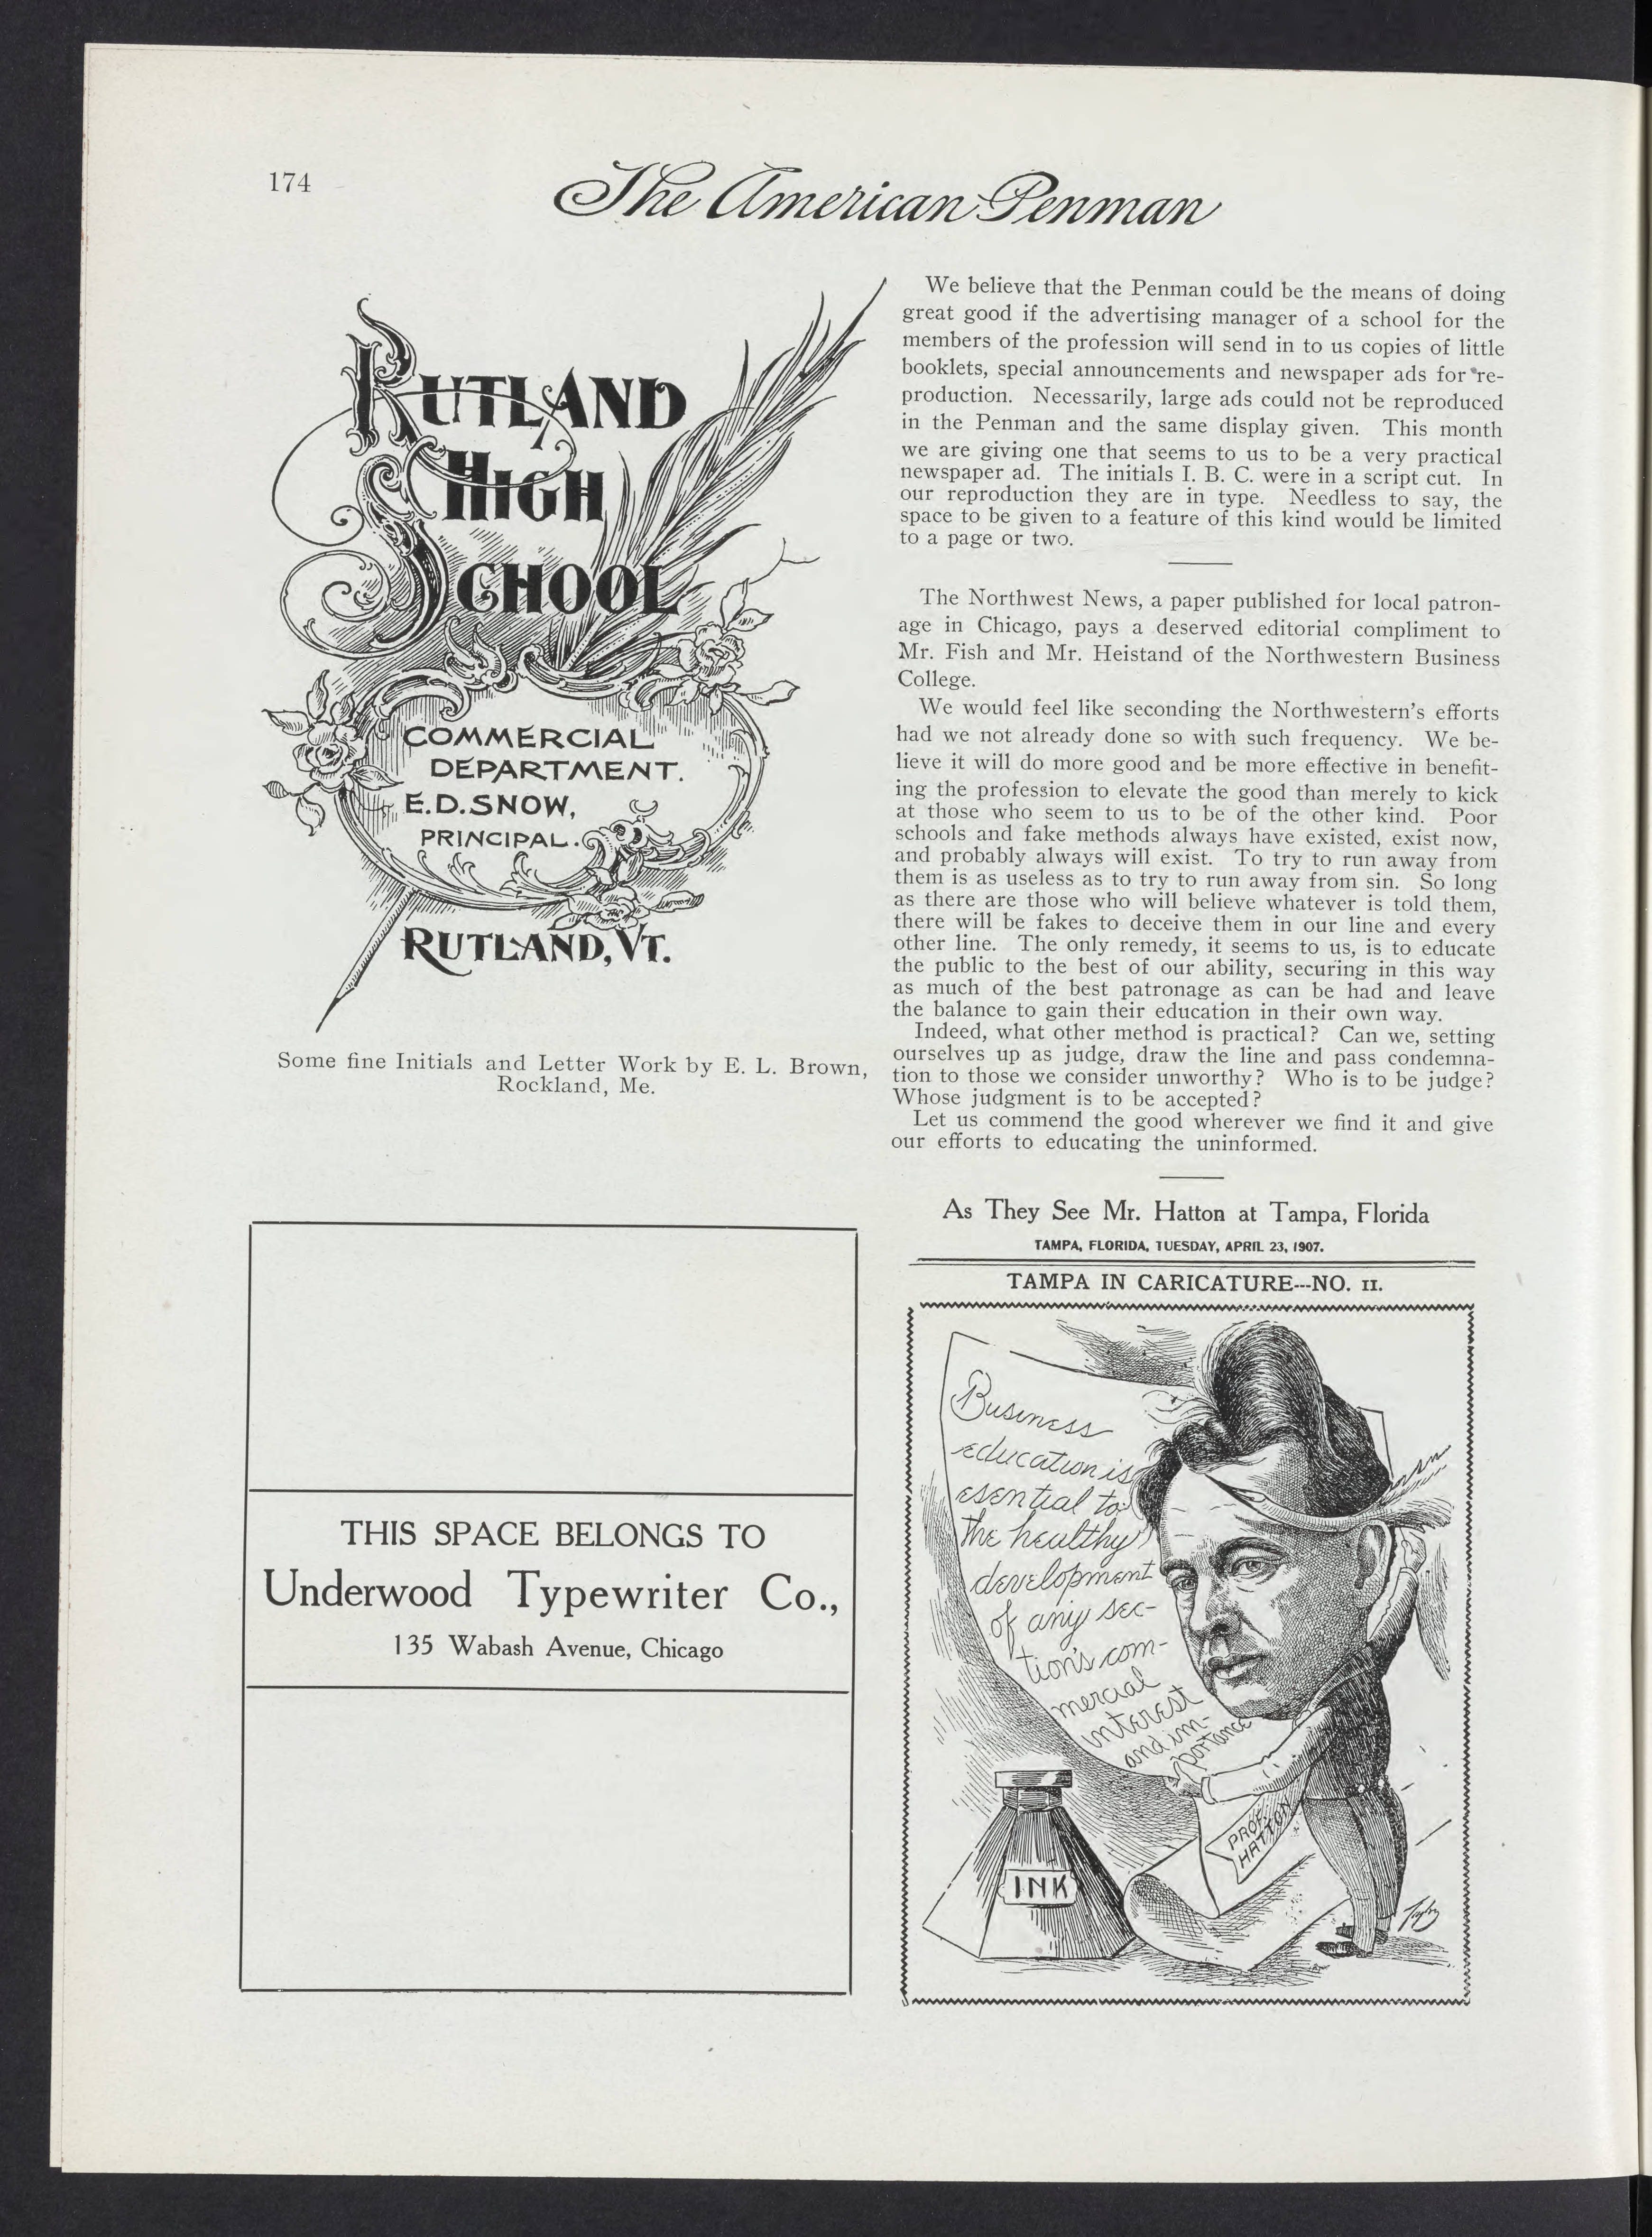 174
The American Penman
RUTLAND
HIGH
SCHOOL
COMMERCIAL
DEPARTMENT.
E.D.SNOW,
PRINCIPAL.
RUTLAND, VT.
Some fine Initials and Letter Work by E. L. Brown,
Rockland, Me.
THIS SPACE BELONGS TO
Underwood Typewriter Co.,
135 Wabash Avenue, Chicago
We believe that the Penman could be the means of doing
great good if the advertising manager of a school for the
members of the profession will send in to us copies of little
booklets, special announcements and newspaper ads for re-
production. Necessarily, large ads could not be reproduced
in the Penman and the same display given. This month
we are giving one that seems to us to be a very practical
newspaper ad. The initials I. B. C. were in a script cut. In
our reproduction they are in type. Needless to say, the
space to be given to a feature of this kind would be limited
to a page or two.
The Northwest News, a paper published for local patron-
age in Chicago, pays a deserved editorial compliment to
Mr. Fish and Mr. Heistand of the Northwestern Business
College.
We would feel like seconding the Northwestern's efforts
had we not already done so with such frequency. We be-
lieve it will do more good and be more effective in benefit-
ing the profession to elevate the good than merely to kick
at those who seem to us to be of the other kind. Poor
schools and fake methods always have existed, exist now,
and probably always will exist. To try to run away from
them is as useless as to try to run away from sin. So long
as there are those who will believe whatever is told them,
there will be fakes to deceive them in our line and every
other line. The only remedy, it seems to us, is to educate
the public to the best of our ability, securing in this way
as much of the best patronage as can be had and leave
the balance to gain their education in their own way.
Indeed, what other method is practical? Can we, setting
ourselves up as judge, draw the line and pass condemna-
tion to those we consider unworthy? Who is to be judge?
Whose judgment is to be accepted?
Let us commend the good wherever we find it and give
our efforts to educating the uninformed.
As They See Mr. Hatton at Tampa, Florida
TAMPA, FLORIDA, TUESDAY, APRIL 23, 1907.
TAMPA IN CARICATURE---NO. 11.
Business
education is
esential to
the healthy
development
of any sec-
tion's com-
mercial
interest
and im-
portance
PROF.
HATTON
INK